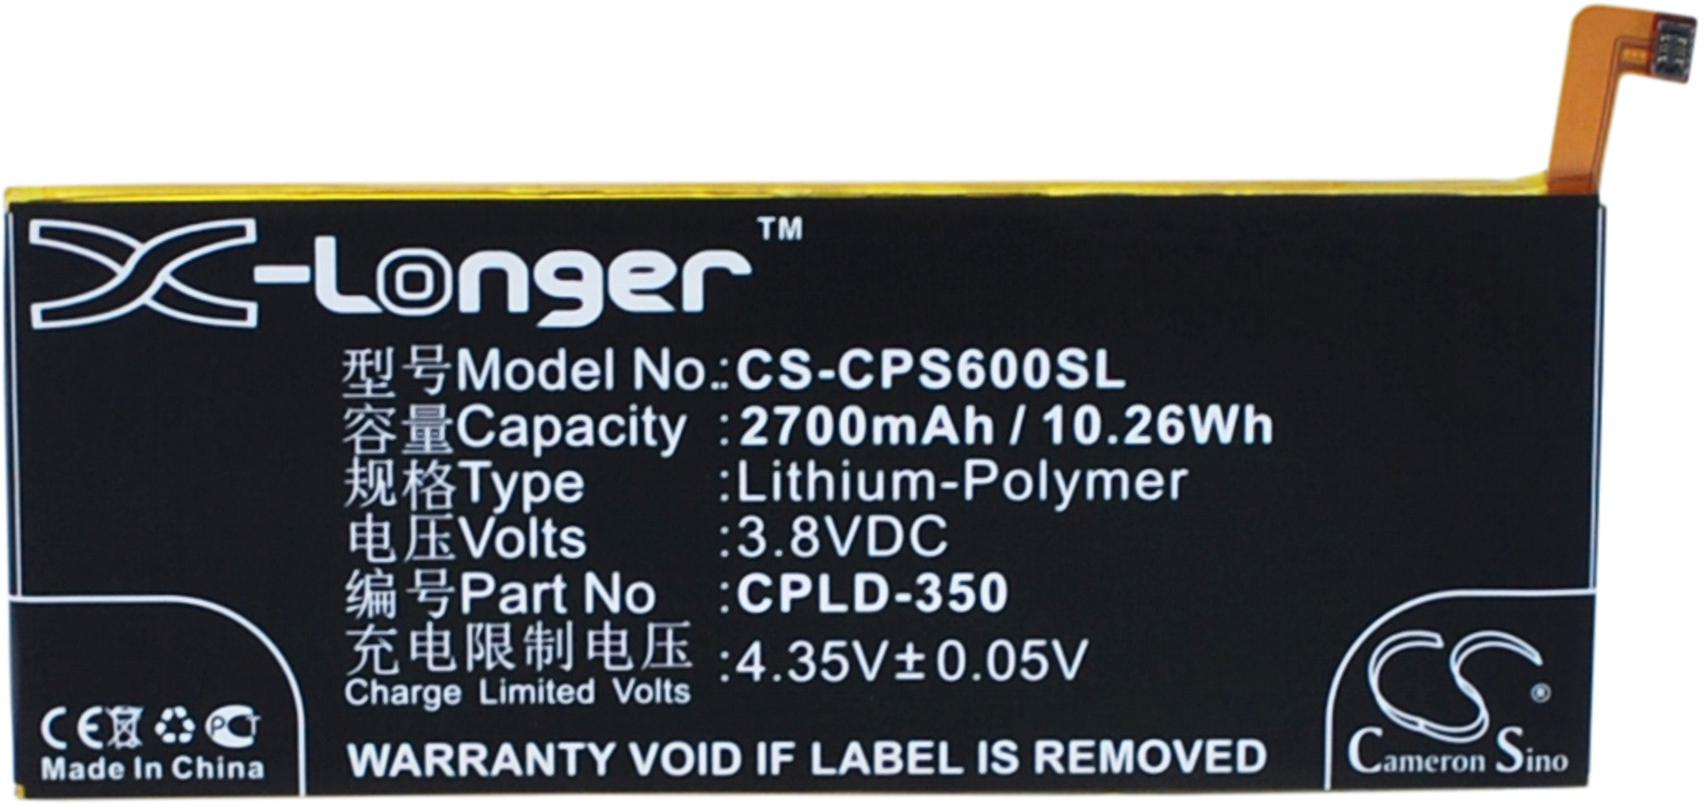 X-Longer™
型号Model No.:CS-CPS600SL
容量Capacity :2700mAh / 10.26Wh
规格Type :Lithium-Polymer
电压Volts :3.8VDC
编号Part No :CPLD-350
充电限制电压 :4.35V±0.05V
Charge Limited Volts
WARRANTY VOID IF LABEL IS REMOVED
CE PCT
Made In China
CS®
Cameron Sino